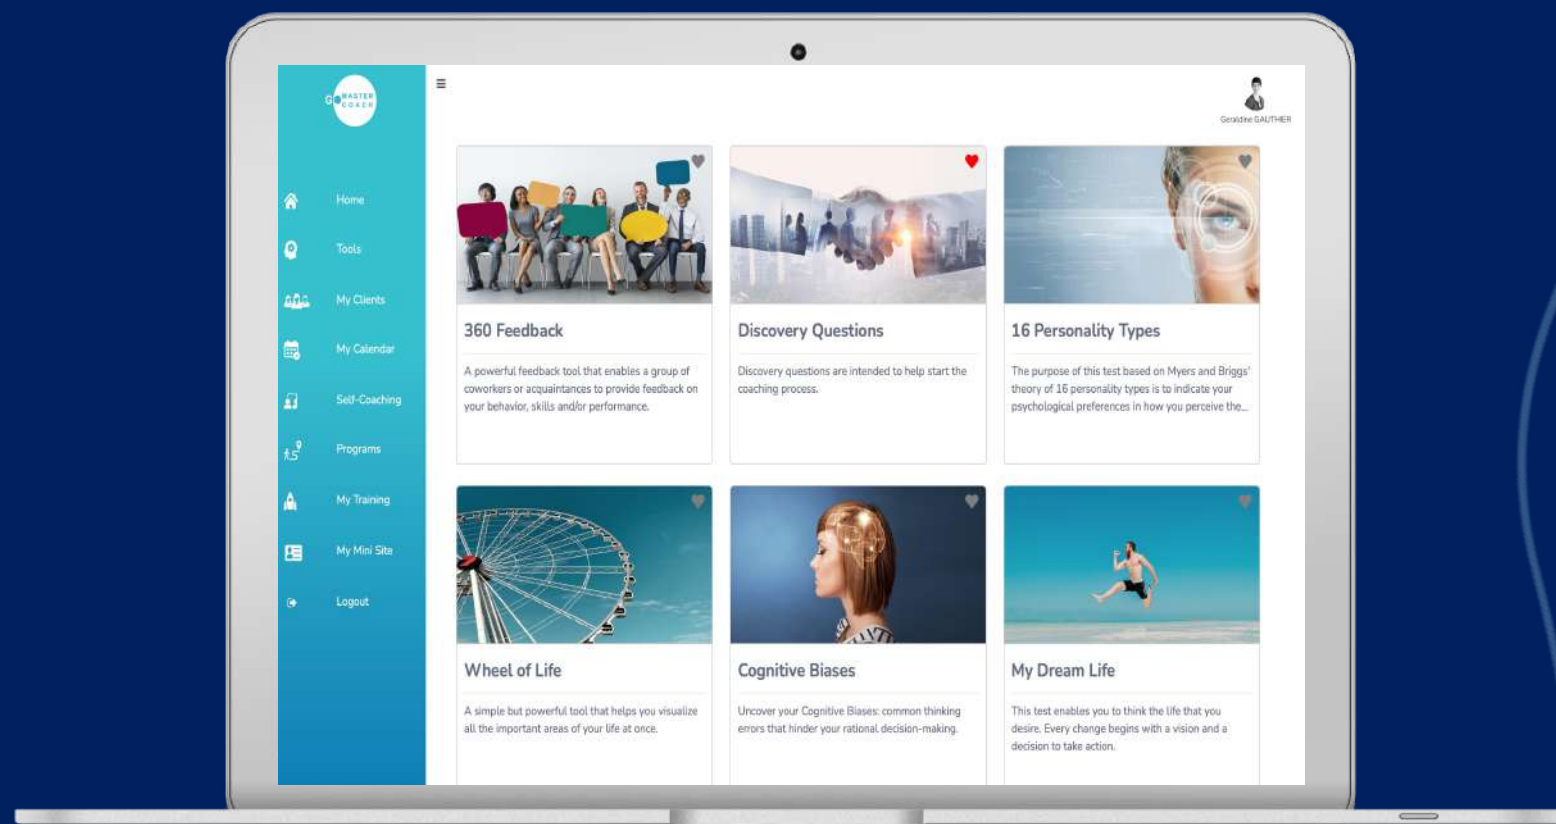 GO MASTER
COACH
Geraldine GAUTHIER
Home
Tools
My Clients
My Calendar
Self-Coaching
Programs
My Training
My Mini Site
Logout
360 Feedback
A powerful feedback tool that enables a group of
coworkers or acquaintances to provide feedback on
your behavior, skills and/or performance.
Discovery Questions
Discovery questions are intended to help start the
coaching process.
16 Personality Types
The purpose of this test based on Myers and Briggs'
theory of 16 personality types is to indicate your
psychological preferences in how you perceive the...
Wheel of Life
A simple but powerful tool that helps you visualize
all the important areas of your life at once.
Cognitive Biases
Uncover your Cognitive Biases: common thinking
errors that hinder your rational decision-making.
My Dream Life
This test enables you to think the life that you
desire. Every change begins with a vision and a
decision to take action.